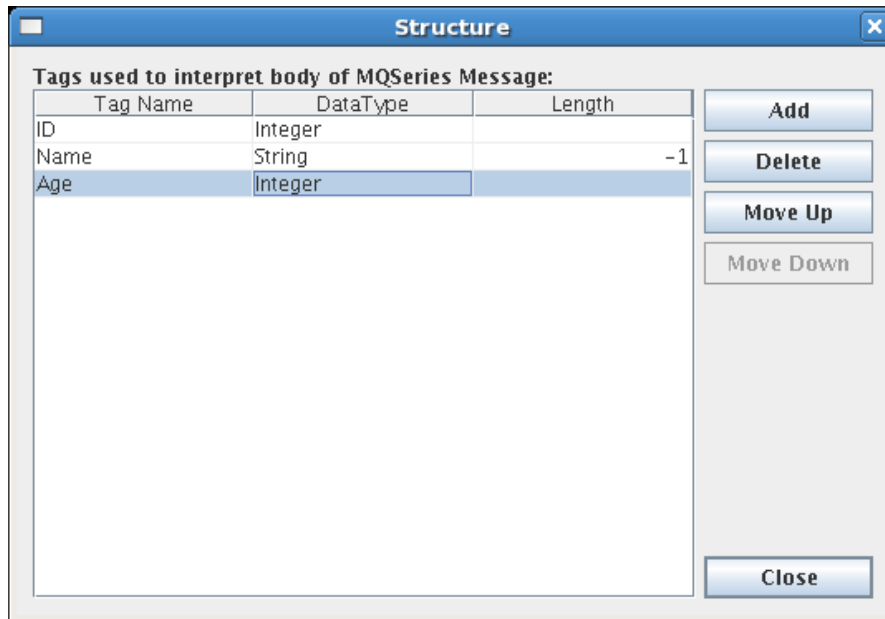 Structure
Tags used to interpret body of MQSeries Message:
Tag Name DataType Length
ID Integer
Name String -1
Age Integer
Add
Delete
Move Up
Move Down
Close